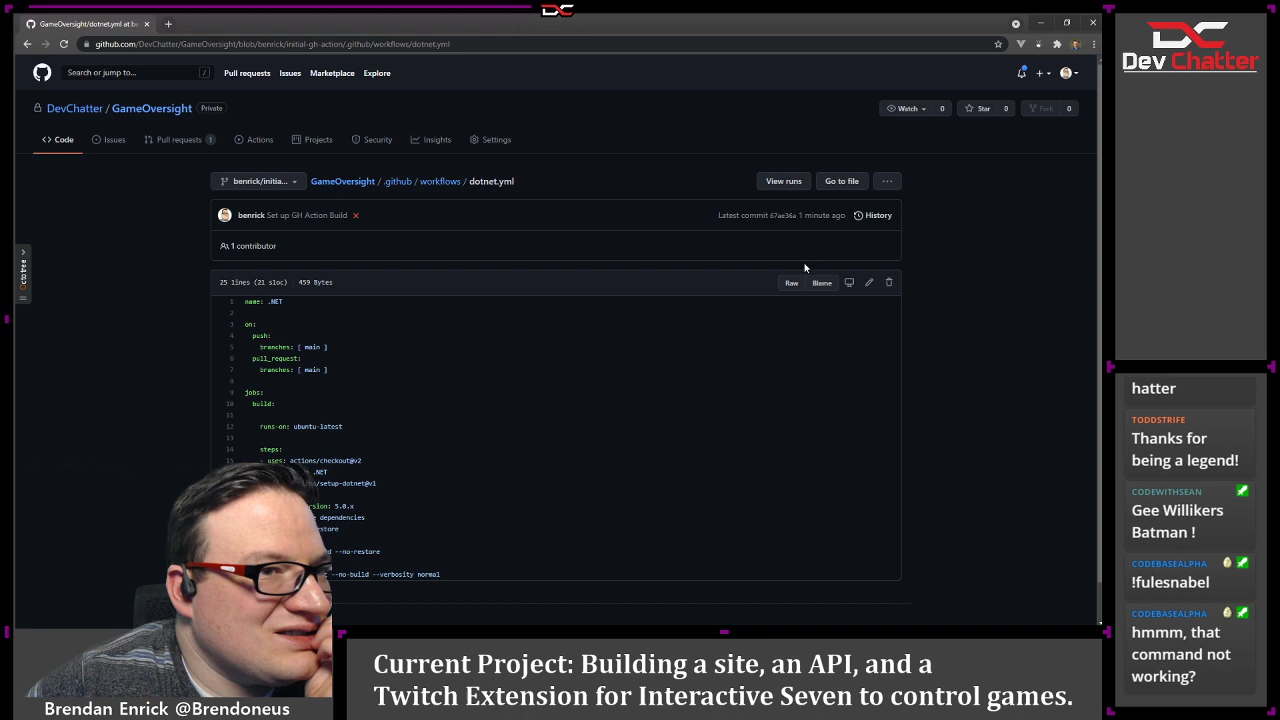 GameOversight/dotnet.yml at be
github.com/DevChatter/GameOversight/blob/benrick/initial-gh-action/.github/workflows/dotnet.yml
Search or jump to...
/
Pull requests
Issues
Marketplace
Explore
DevChatter / GameOversight
Private
Watch
0
Star
0
Fork
0
Code
Issues
Pull requests
1
Actions
Projects
Security
Insights
Settings
benrick/initia...
GameOversight / .github / workflows / dotnet.yml
View runs
Go to file
benrick Set up GH Action Build
Latest commit 67ae36a 1 minute ago
History
1 contributor
25 lines (21 sloc)
459 Bytes
Raw
Blame
1 name: .NET
2
3 on:
4 push:
5 branches: [ main ]
6 pull_request:
7 branches: [ main ]
8
9 jobs:
10 build:
11
12 runs-on: ubuntu-latest
13
14 steps:
15 - uses: actions/checkout@v2
.NET
/setup-dotnet@v1
5.0.x
dependencies
--no-restore
--no-build --verbosity normal
DC
Dev Chatter
hatter
TODDSTRIFE
Thanks for
being a legend!
CODEWITHSEAN
Gee Willikers
Batman !
CODEBASEALPHA
!fulesnabel
CODEBASEALPHA
hmmm, that
command not
working?
Current Project: Building a site, an API, and a
Twitch Extension for Interactive Seven to control games.
Brendan Enrick @Brendoneus